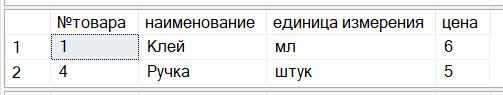 №товара наименование единица измерения цена
1 1 Клей мл 6
2 4 Ручка штук 5